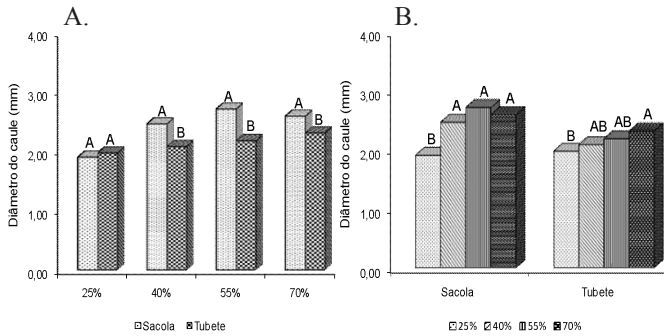 A.
Diâmetro do caule (mm)
4,00
3,00
2,00
1,00
0,00
A A
A B
A B
A B
25% 40% 55% 70%
Sacola Tubete
B.
Diâmetro do caule (mm)
4,00
3,00
2,00
1,00
0,00
B A A A
B AB AB A
Sacola Tubete
25% 40% 55% 70%